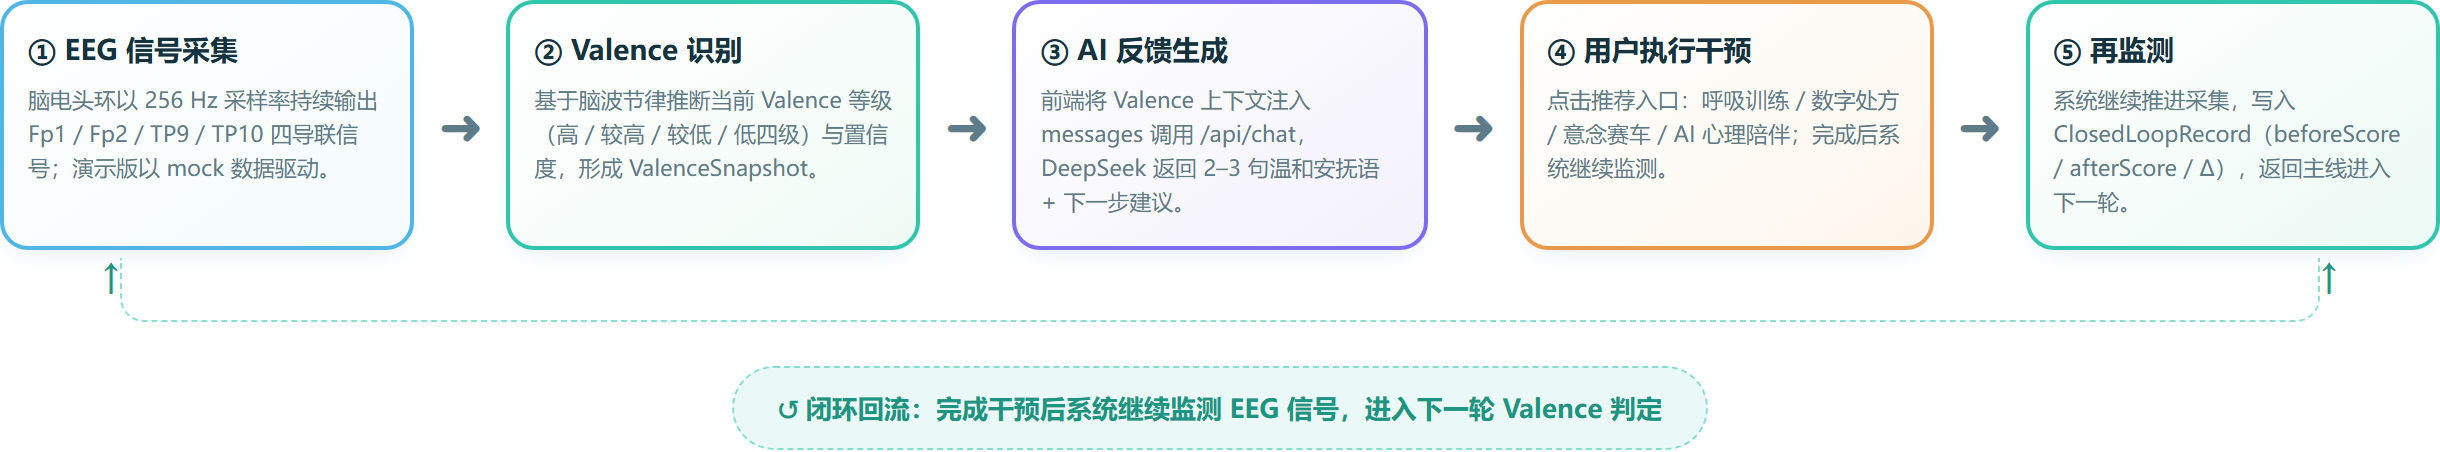 ① EEG 信号采集
脑电头环以 256 Hz 采样率持续输出
Fp1 / Fp2 / TP9 / TP10 四导联信
号；演示版以 mock 数据驱动。
➜
② Valence 识别
基于脑波节律推断当前 Valence 等级
（高 / 较高 / 较低 / 低四级）与置信
度，形成 ValenceSnapshot。
➜
③ AI 反馈生成
前端将 Valence 上下文注入
messages 调用 /api/chat，
DeepSeek 返回 2–3 句温和安抚语
+ 下一步建议。
➜
④ 用户执行干预
点击推荐入口：呼吸训练 / 数字处方
/ 意念赛车 / AI 心理陪伴；完成后系
统继续监测。
➜
⑤ 再监测
系统继续推进采集，写入
ClosedLoopRecord（beforeScore
/ afterScore / Δ），返回主线进入
下一轮。
↑
↑
↺ 闭环回流：完成干预后系统继续监测 EEG 信号，进入下一轮 Valence 判定